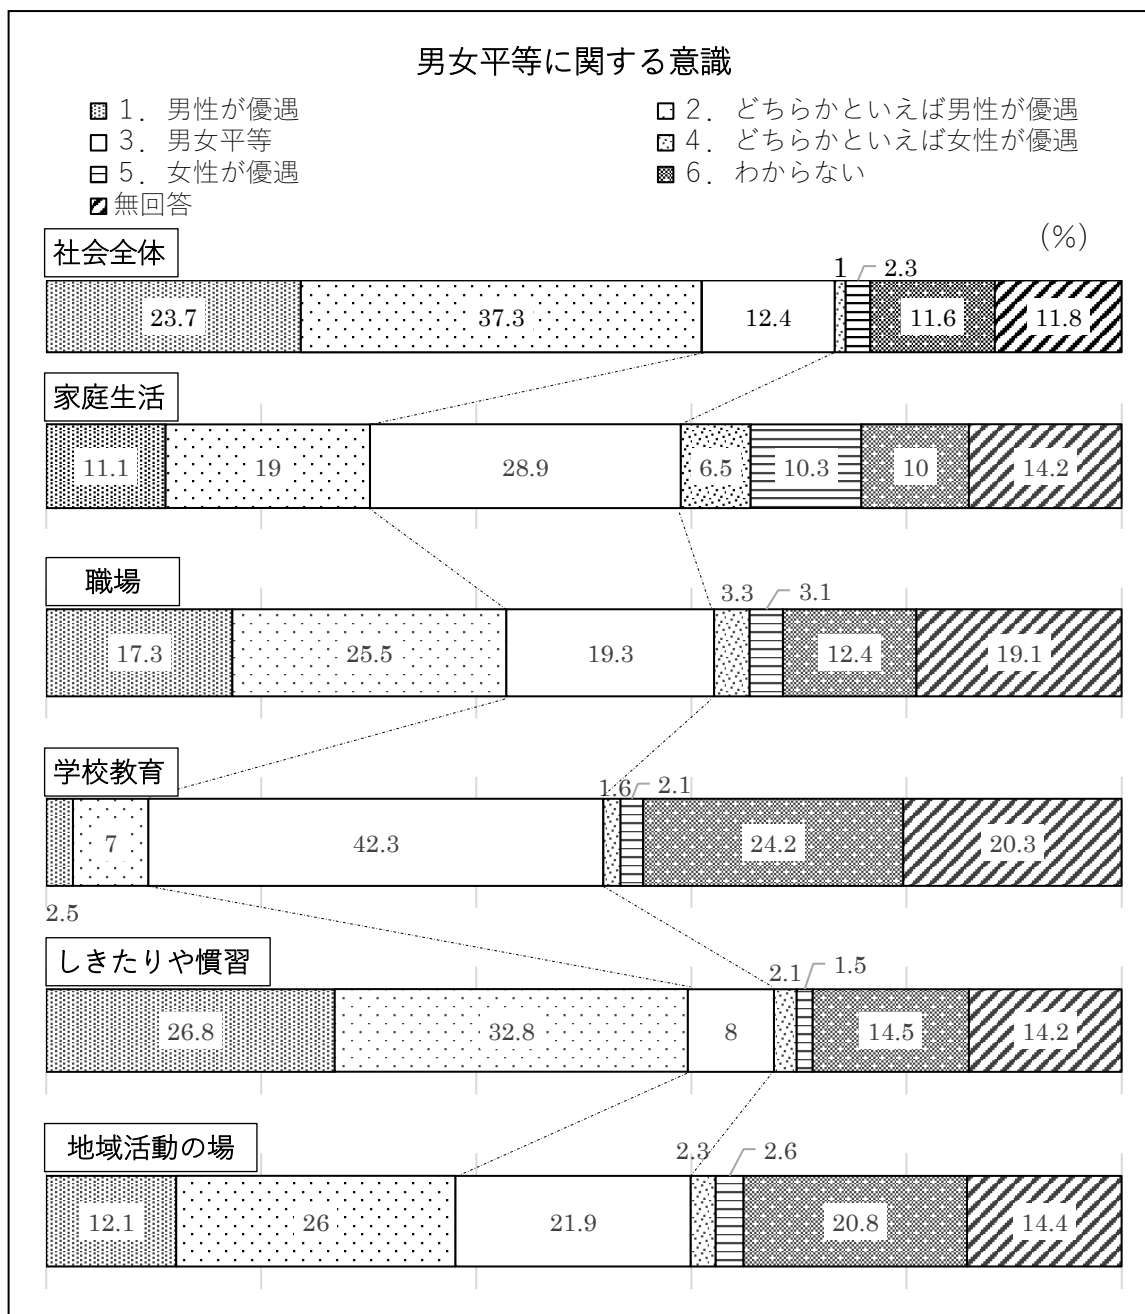 男女平等に関する意識
1．男性が優遇 2．どちらかといえば男性が優遇
3．男女平等 4．どちらかといえば女性が優遇
5．女性が優遇 6．わからない
無回答
(%)
社会全体
1 2.3
23.7 37.3 12.4 11.6 11.8
家庭生活
11.1 19 28.9 6.5 10.3 10 14.2
職場
3.3 3.1
17.3 25.5 19.3 12.4 19.1
学校教育
1.6 2.1
7 42.3 24.2 20.3
2.5
しきたりや慣習
2.1 1.5
26.8 32.8 8 14.5 14.2
地域活動の場
2.3 2.6
12.1 26 21.9 20.8 14.4